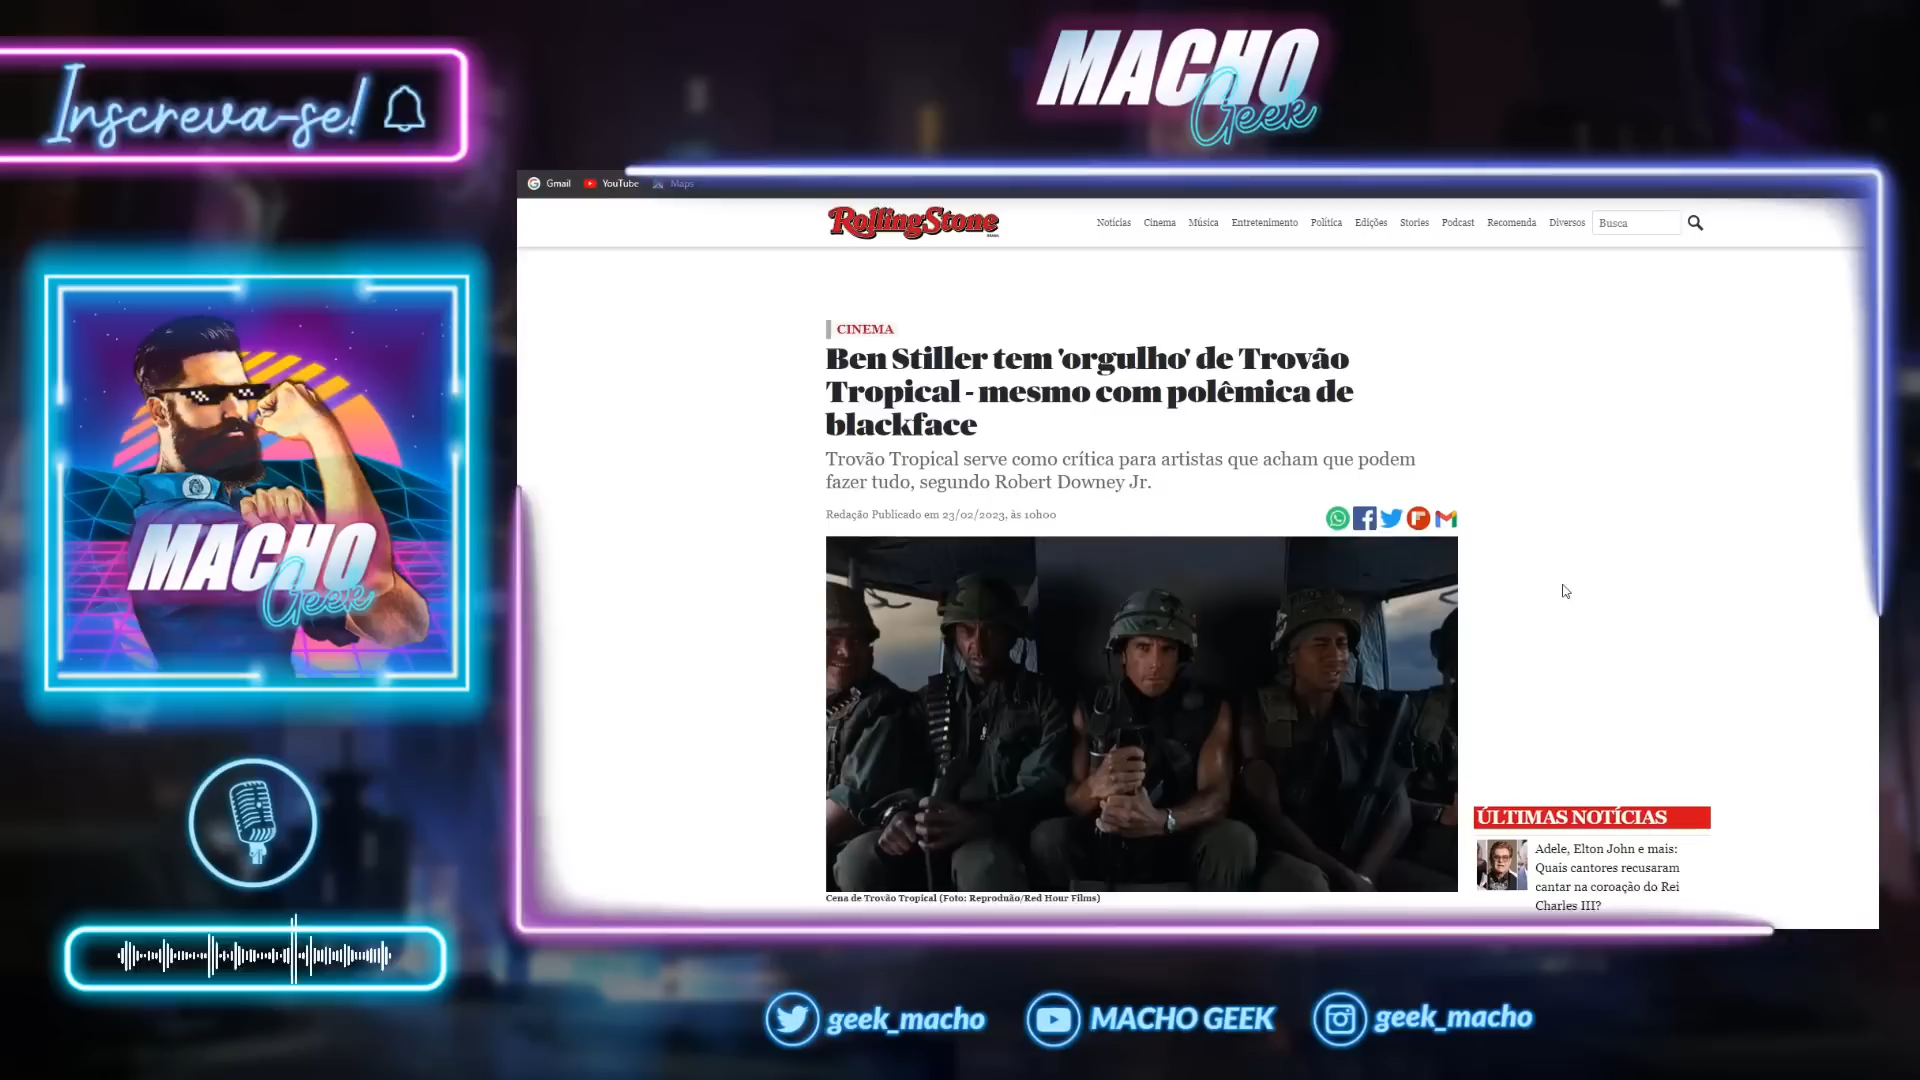 Inscreva-se!
MACHO
Geek
Gmail
YouTube
Maps
RollingStone
Notícias
Cinema
Música
Entretenimento
Política
Edições
Stories
Podcast
Recomenda
Diversos
Busca
CINEMA
Ben Stiller tem 'orgulho' de Trovão
Tropical - mesmo com polêmica de
blackface
Trovão Tropical serve como crítica para artistas que acham que podem
fazer tudo, segundo Robert Downey Jr.
Redação Publicado em 23/02/2023, às 10h00
MACHO
Geek
Cena de Trovão Tropical (Foto: Reprodução/Red Hour Films)
ÚLTIMAS NOTÍCIAS
Adele, Elton John e mais:
Quais cantores recusaram
cantar na coroação do Rei
Charles III?
geek_macho
MACHO GEEK
geek_macho